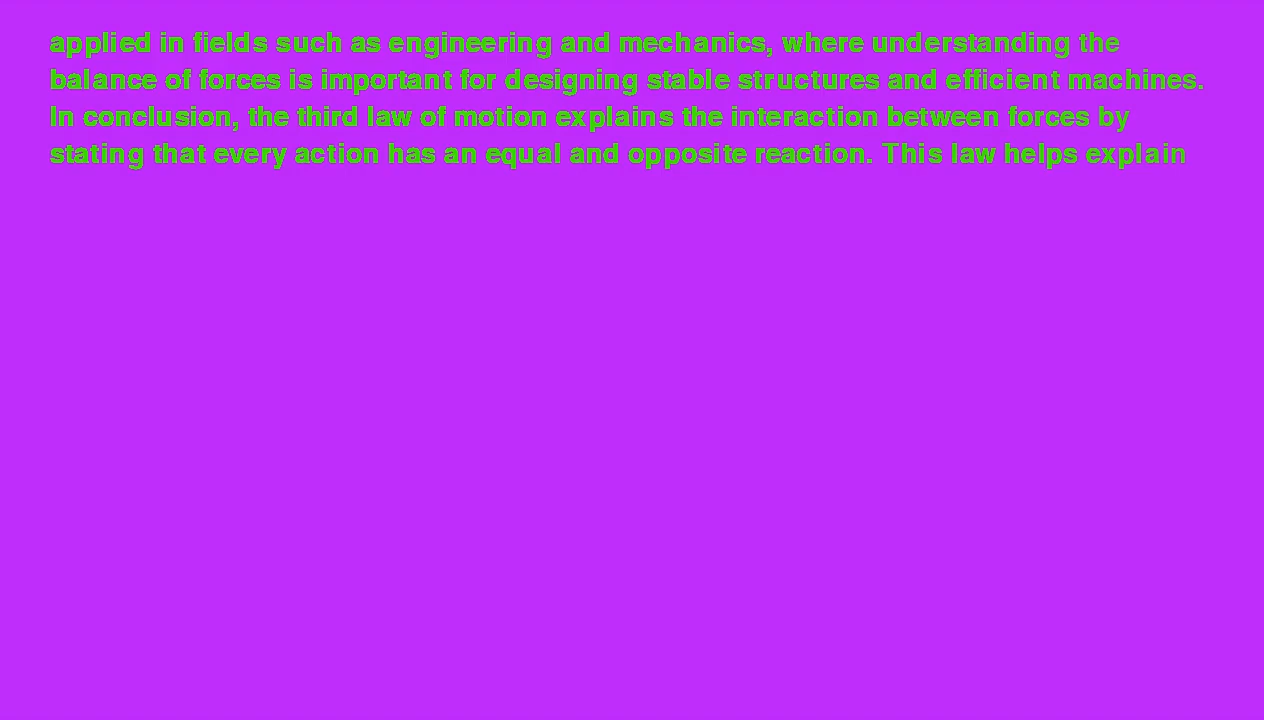 applied in fields such as engineering and mechanics, where understanding the
balance of forces is important for designing stable structures and efficient machines.
In conclusion, the third law of motion explains the interaction between forces by
stating that every action has an equal and opposite reaction. This law helps explain